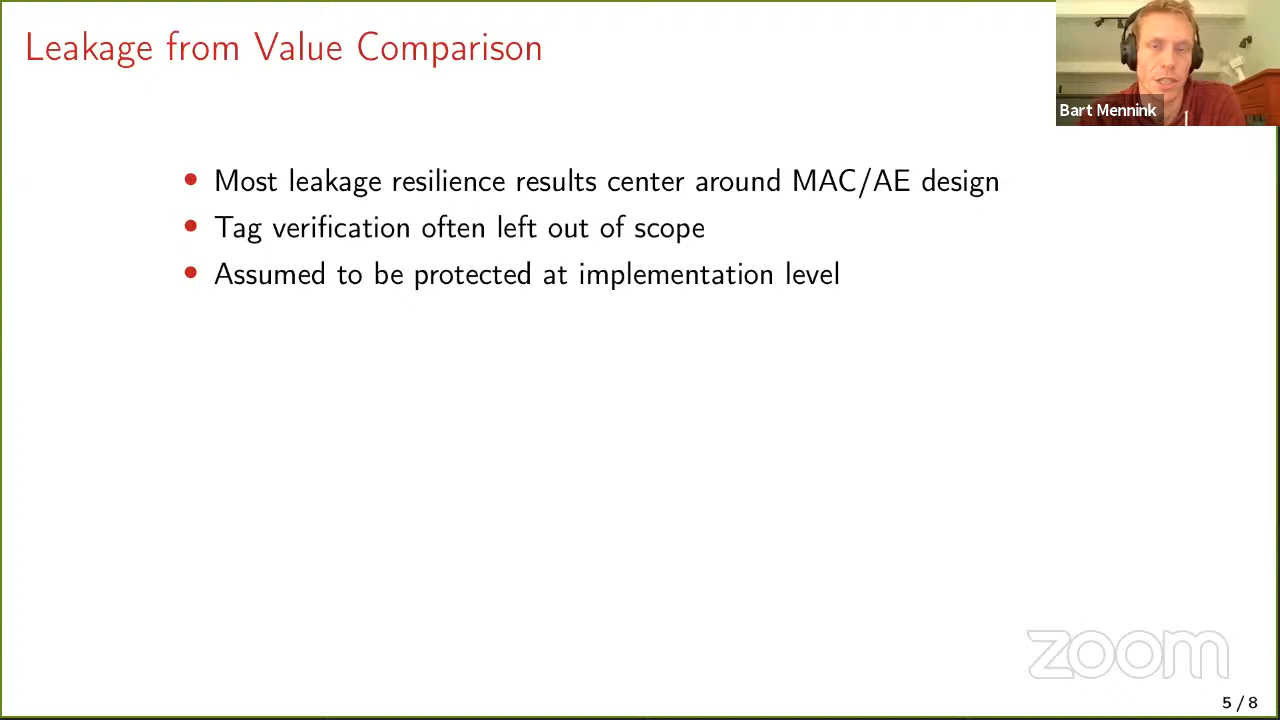 Leakage from Value Comparison
Bart Mennink
• Most leakage resilience results center around MAC/AE design
• Tag verification often left out of scope
• Assumed to be protected at implementation level
zoom
5 / 8